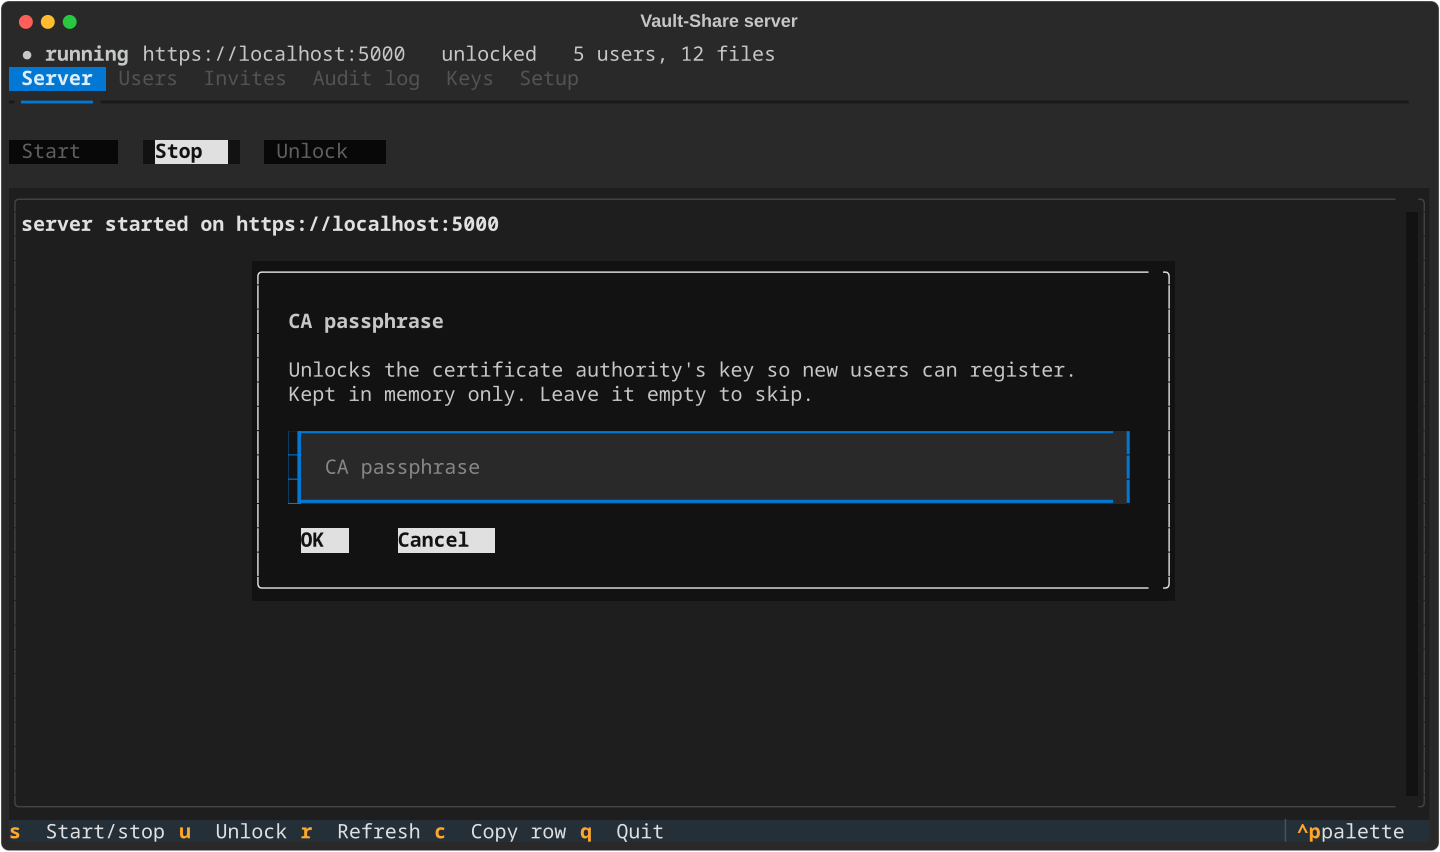 Vault-Share server
● running https://localhost:5000 unlocked 5 users, 12 files
Server Users Invites Audit log Keys Setup
Start Stop Unlock
server started on https://localhost:5000
CA passphrase
Unlocks the certificate authority's key so new users can register.
Kept in memory only. Leave it empty to skip.
CA passphrase
OK Cancel
s Start/stop u Unlock r Refresh c Copy row q Quit ^ppalette